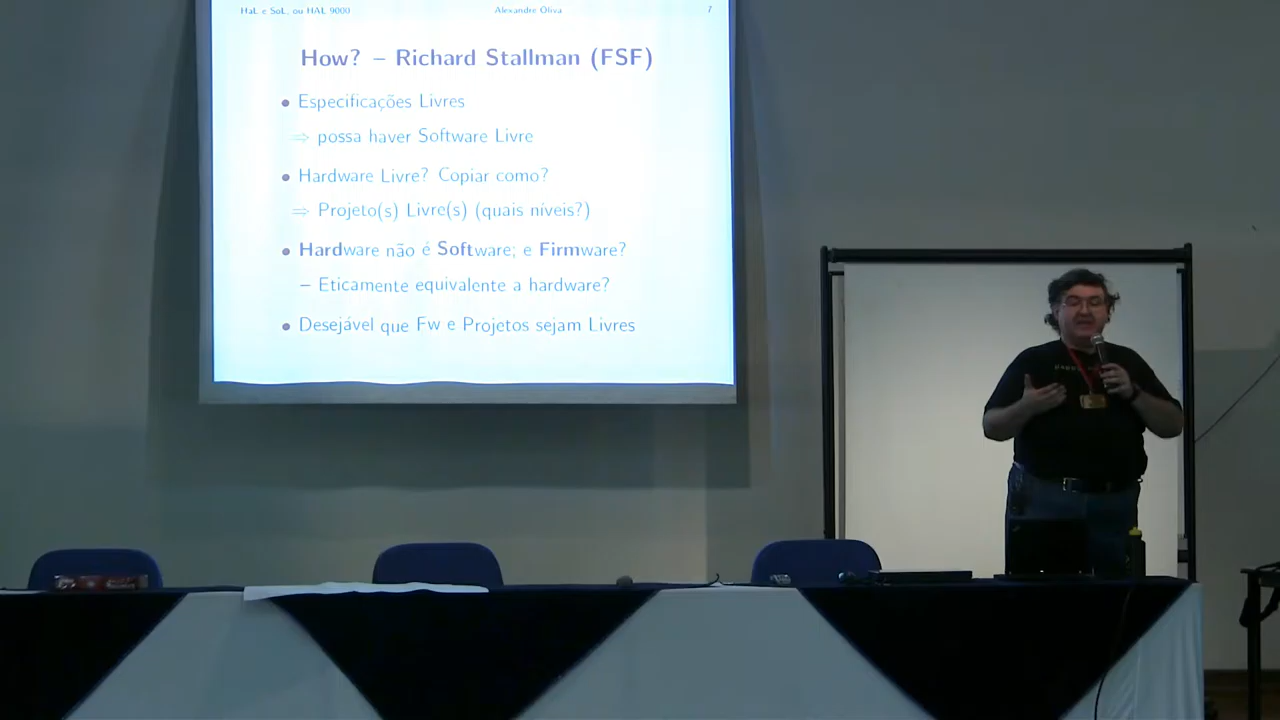 HaL e SoL, ou HAL 9000 Alexandre Oliva 7
How? – Richard Stallman (FSF)
• Especificações Livres
⇒ possa haver Software Livre
• Hardware Livre? Copiar como?
⇒ Projeto(s) Livre(s) (quais níveis?)
• Hardware não é Software; e Firmware?
– Eticamente equivalente a hardware?
• Desejável que Fw e Projetos sejam Livres